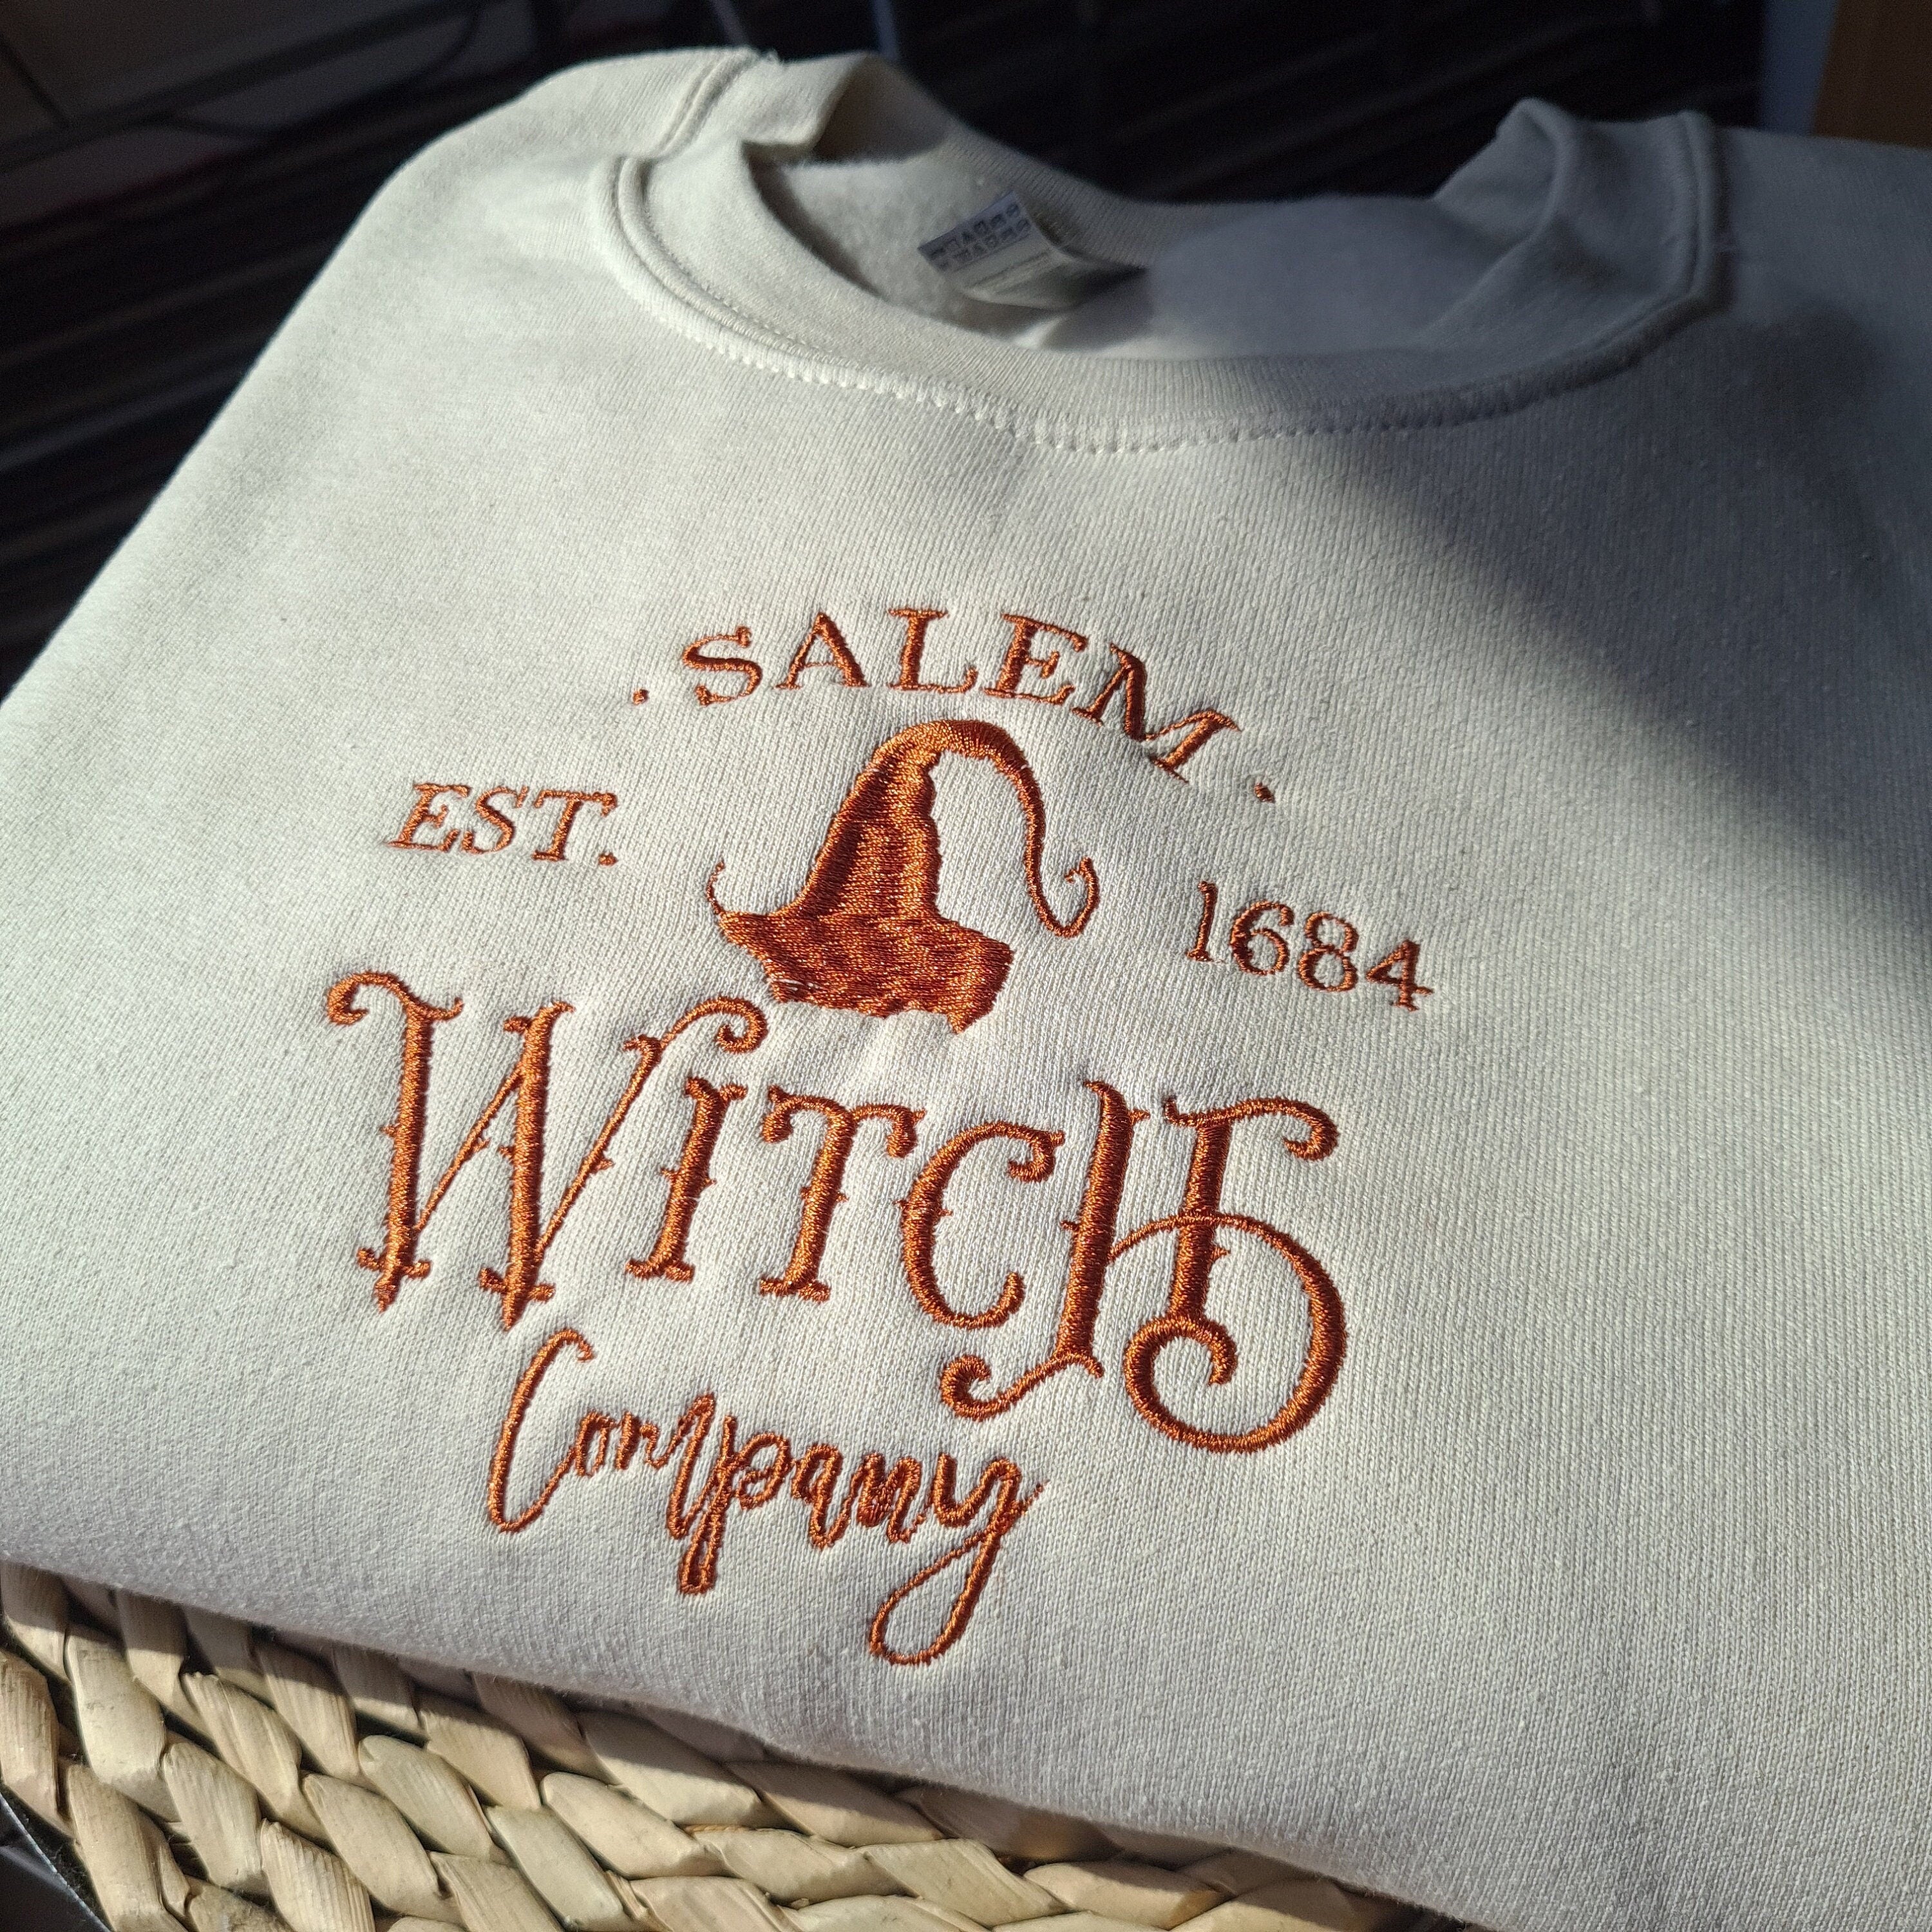 . SALEM .
EST. 1684
WITCH
Company